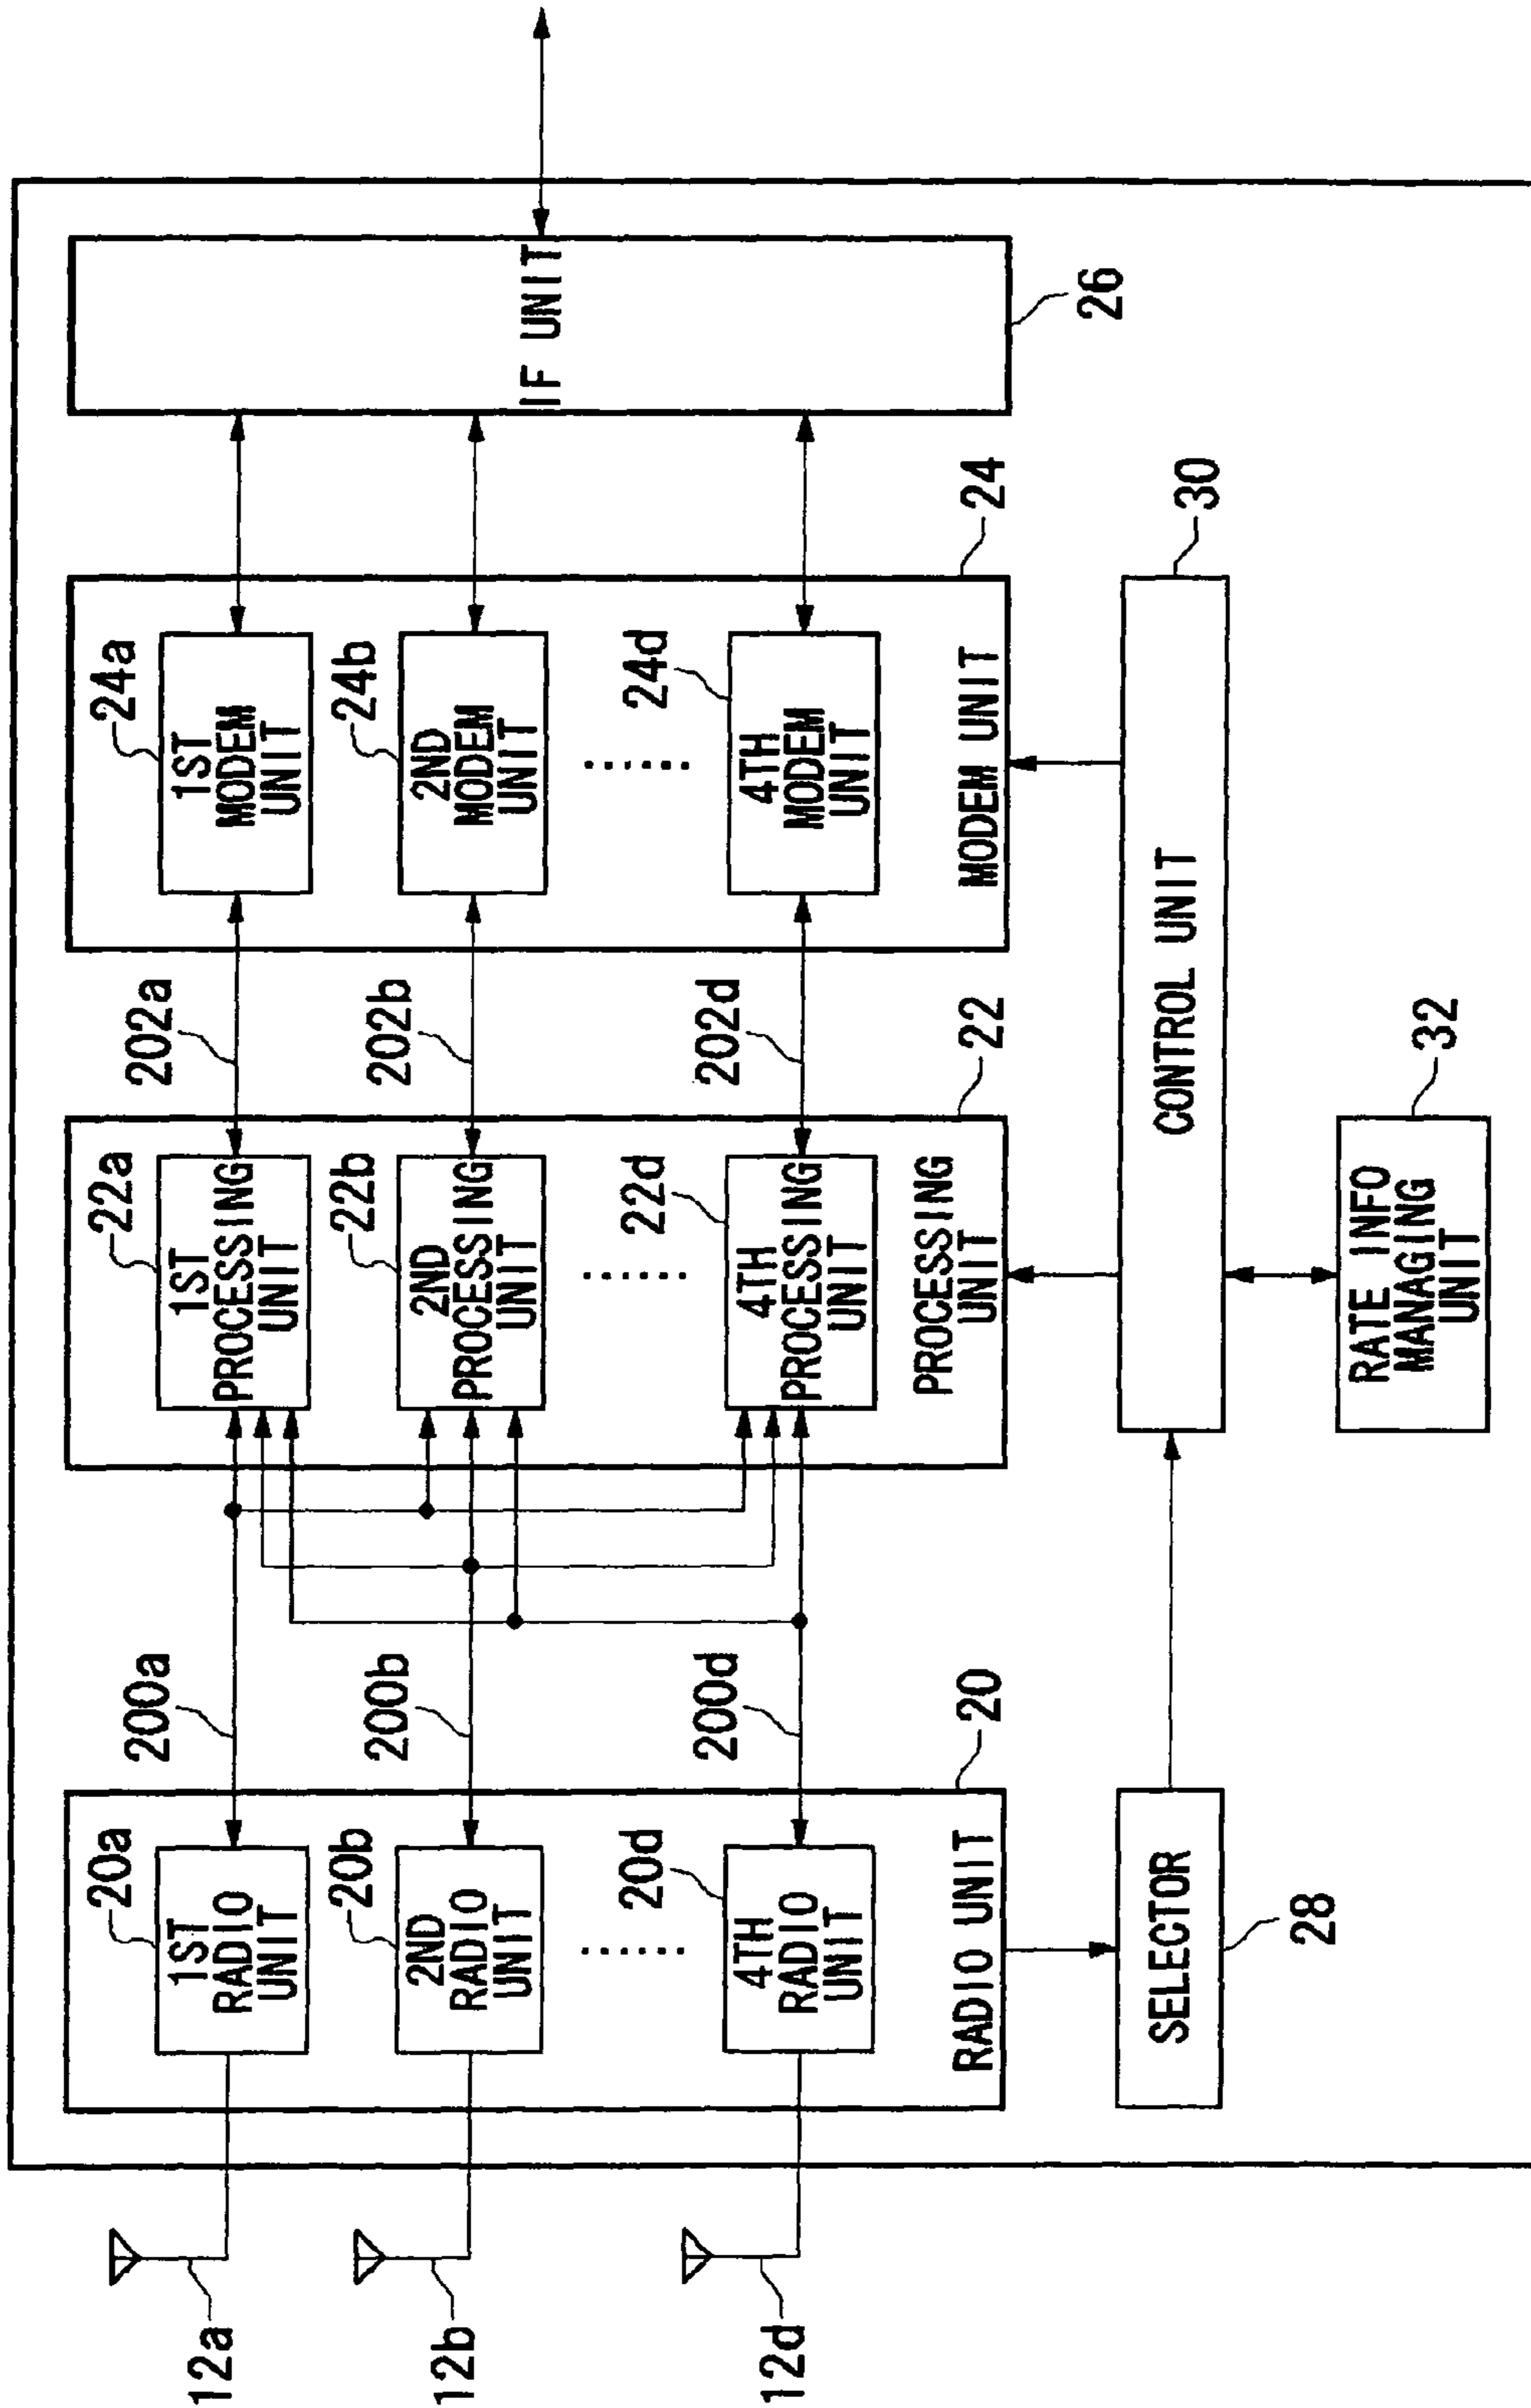 12a
12b
12d
20a
1ST
RADIO
UNIT
20b
2ND
RADIO
UNIT
20d
4TH
RADIO
UNIT
RADIO UNIT
20
200a
200b
200d
22a
1ST
PROCESSING
UNIT
22b
2ND
PROCESSING
UNIT
22d
4TH
PROCESSING
UNIT
PROCESSING
UNIT
22
202a
202b
202d
24a
1ST
MODEM
UNIT
24b
2ND
MODEM
UNIT
24d
4TH
MODEM
UNIT
MODEM UNIT
24
IF UNIT
26
SELECTOR
28
CONTROL UNIT
30
RATE INFO
MANAGING
UNIT
32